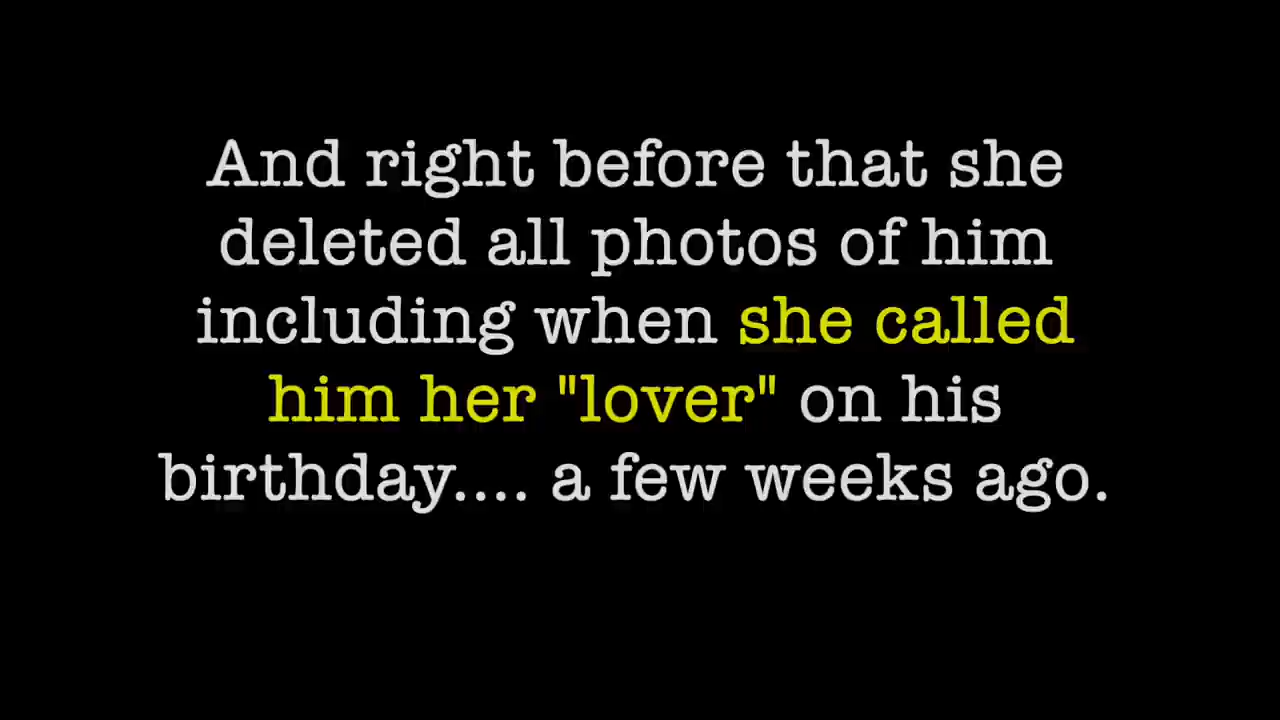 And right before that she
deleted all photos of him
including when she called
him her "lover" on his
birthday.... a few weeks ago.